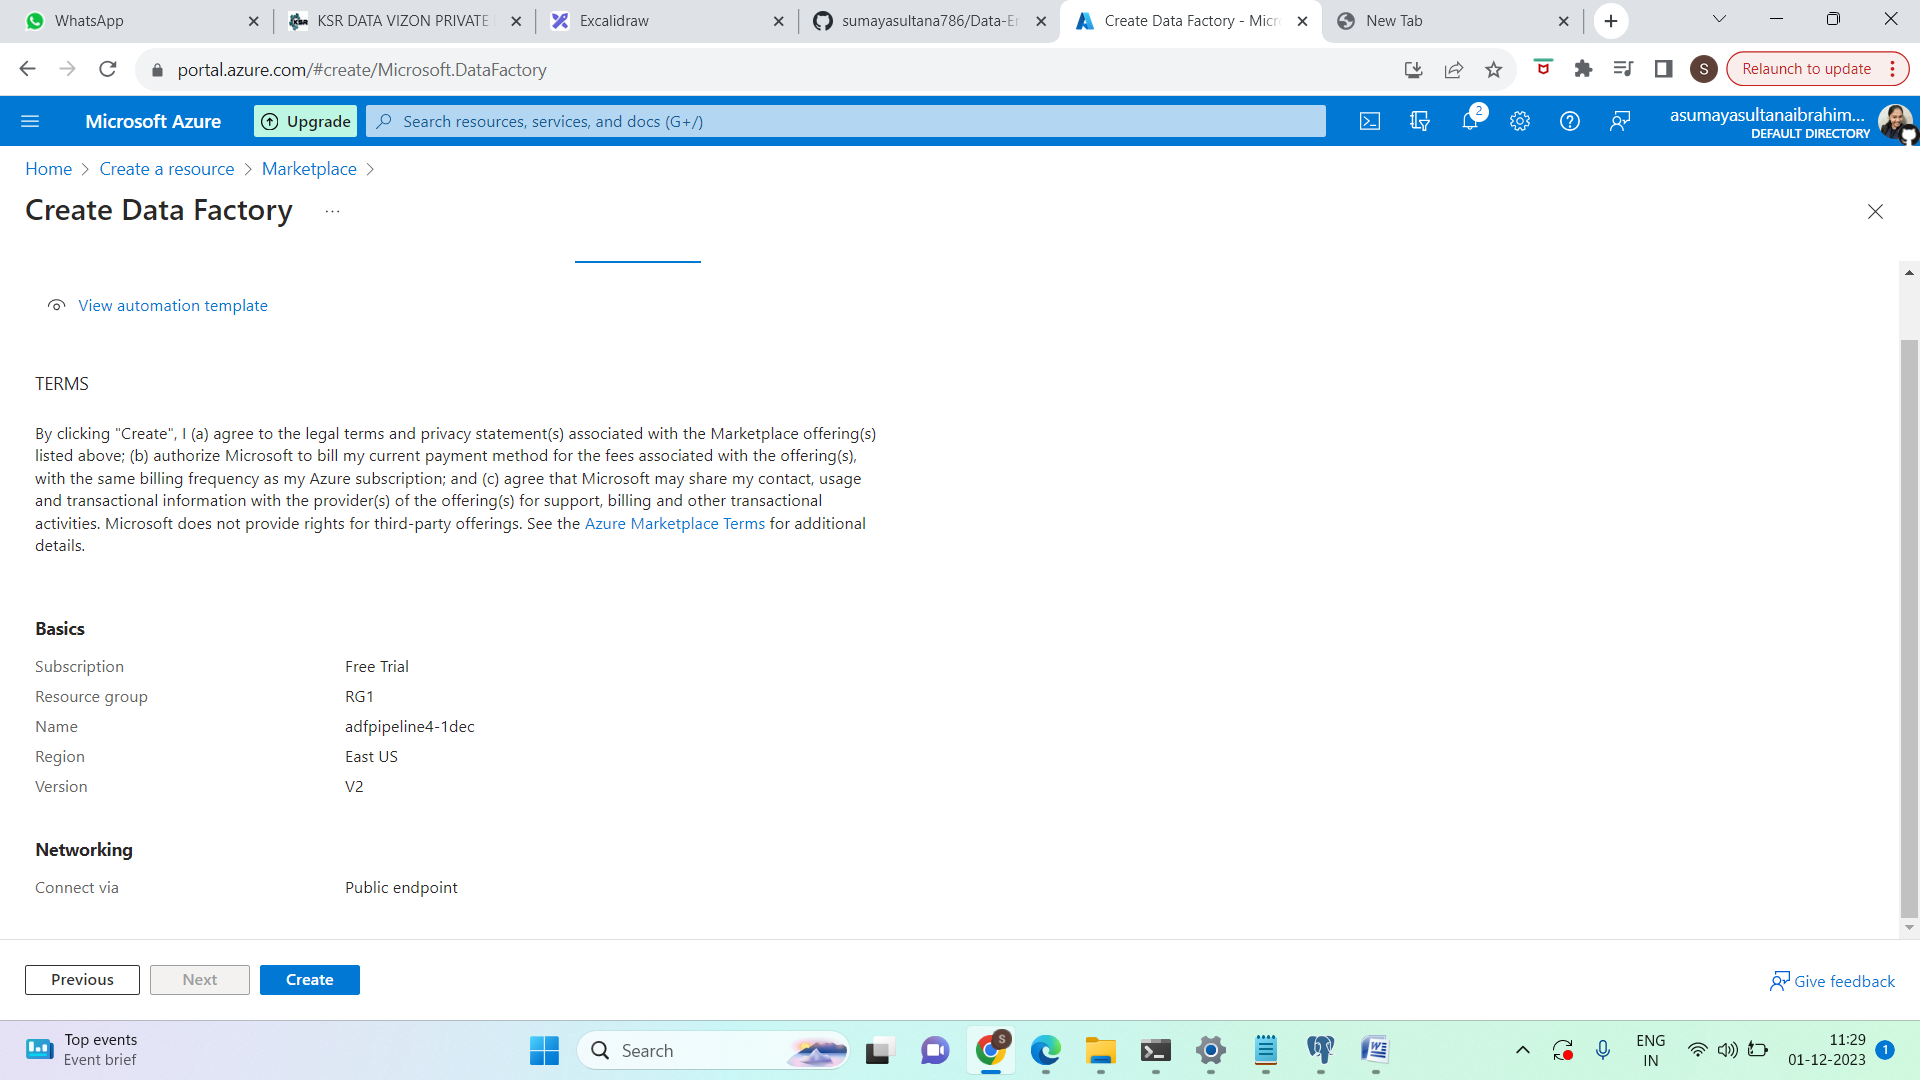 WhatsApp
KSR DATA VIZON PRIVATE
Excalidraw
sumayasultana786/Data-En
Create Data Factory - Micro
New Tab
portal.azure.com/#create/Microsoft.DataFactory
S
Relaunch to update
Microsoft Azure
Upgrade
Search resources, services, and docs (G+/)
2
asumayasultanaibrahim...
DEFAULT DIRECTORY
Home > Create a resource > Marketplace >
Create Data Factory ...
View automation template
TERMS
By clicking "Create", I (a) agree to the legal terms and privacy statement(s) associated with the Marketplace offering(s)
listed above; (b) authorize Microsoft to bill my current payment method for the fees associated with the offering(s),
with the same billing frequency as my Azure subscription; and (c) agree that Microsoft may share my contact, usage
and transactional information with the provider(s) of the offering(s) for support, billing and other transactional
activities. Microsoft does not provide rights for third-party offerings. See the Azure Marketplace Terms for additional
details.
Basics
Subscription Free Trial
Resource group RG1
Name adfpipeline4-1dec
Region East US
Version V2
Networking
Connect via Public endpoint
Previous
Next
Create
Give feedback
Top events
Event brief
Search
S
ENG
IN
11:29
01-12-2023
1